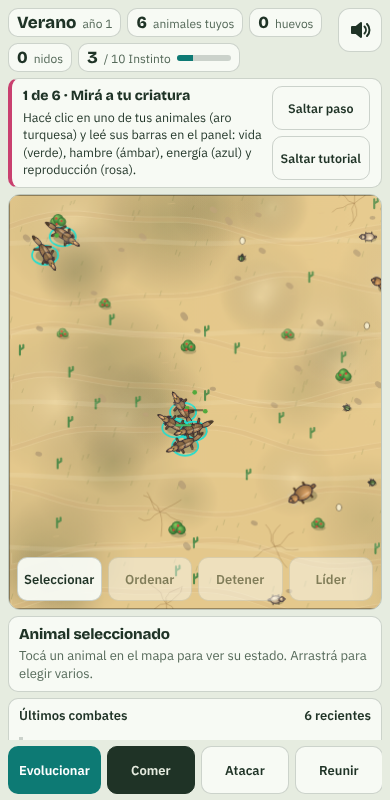 Verano año 1
6 animales tuyos
0 huevos
0 nidos
3 / 10 Instinto
1 de 6 · Mirá a tu criatura
Hacé clic en uno de tus animales (aro
turquesa) y leé sus barras en el panel: vida
(verde), hambre (ámbar), energía (azul) y
reproducción (rosa).
Saltar paso
Saltar tutorial
Seleccionar
Ordenar
Detener
Líder
Animal seleccionado
Tocá un animal en el mapa para ver su estado. Arrastrá para
elegir varios.
Últimos combates
6 recientes
Evolucionar
Comer
Atacar
Reunir